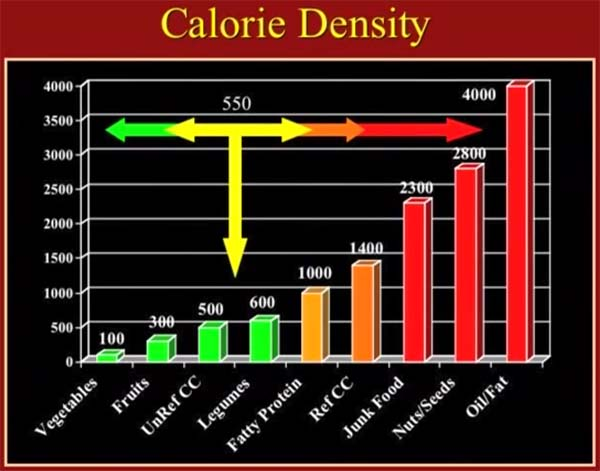 Calorie Density
4000
3500
3000
2500
2000
1500
1000
500
0
550
100
300
500
600
1000
1400
2300
2800
4000
Vegetables
Fruits
UnRef CC
Legumes
Fatty Protein
Ref CC
Junk Food
Nuts/Seeds
Oil/Fat